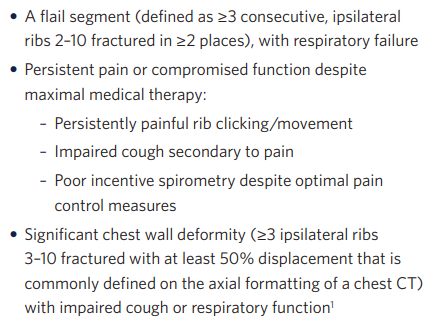 • A flail segment (defined as ≥3 consecutive, ipsilateral
ribs 2–10 fractured in ≥2 places), with respiratory failure
• Persistent pain or compromised function despite
maximal medical therapy:
– Persistently painful rib clicking/movement
– Impaired cough secondary to pain
– Poor incentive spirometry despite optimal pain
control measures
• Significant chest wall deformity (≥3 ipsilateral ribs
3–10 fractured with at least 50% displacement that is
commonly defined on the axial formatting of a chest CT)
with impaired cough or respiratory function¹